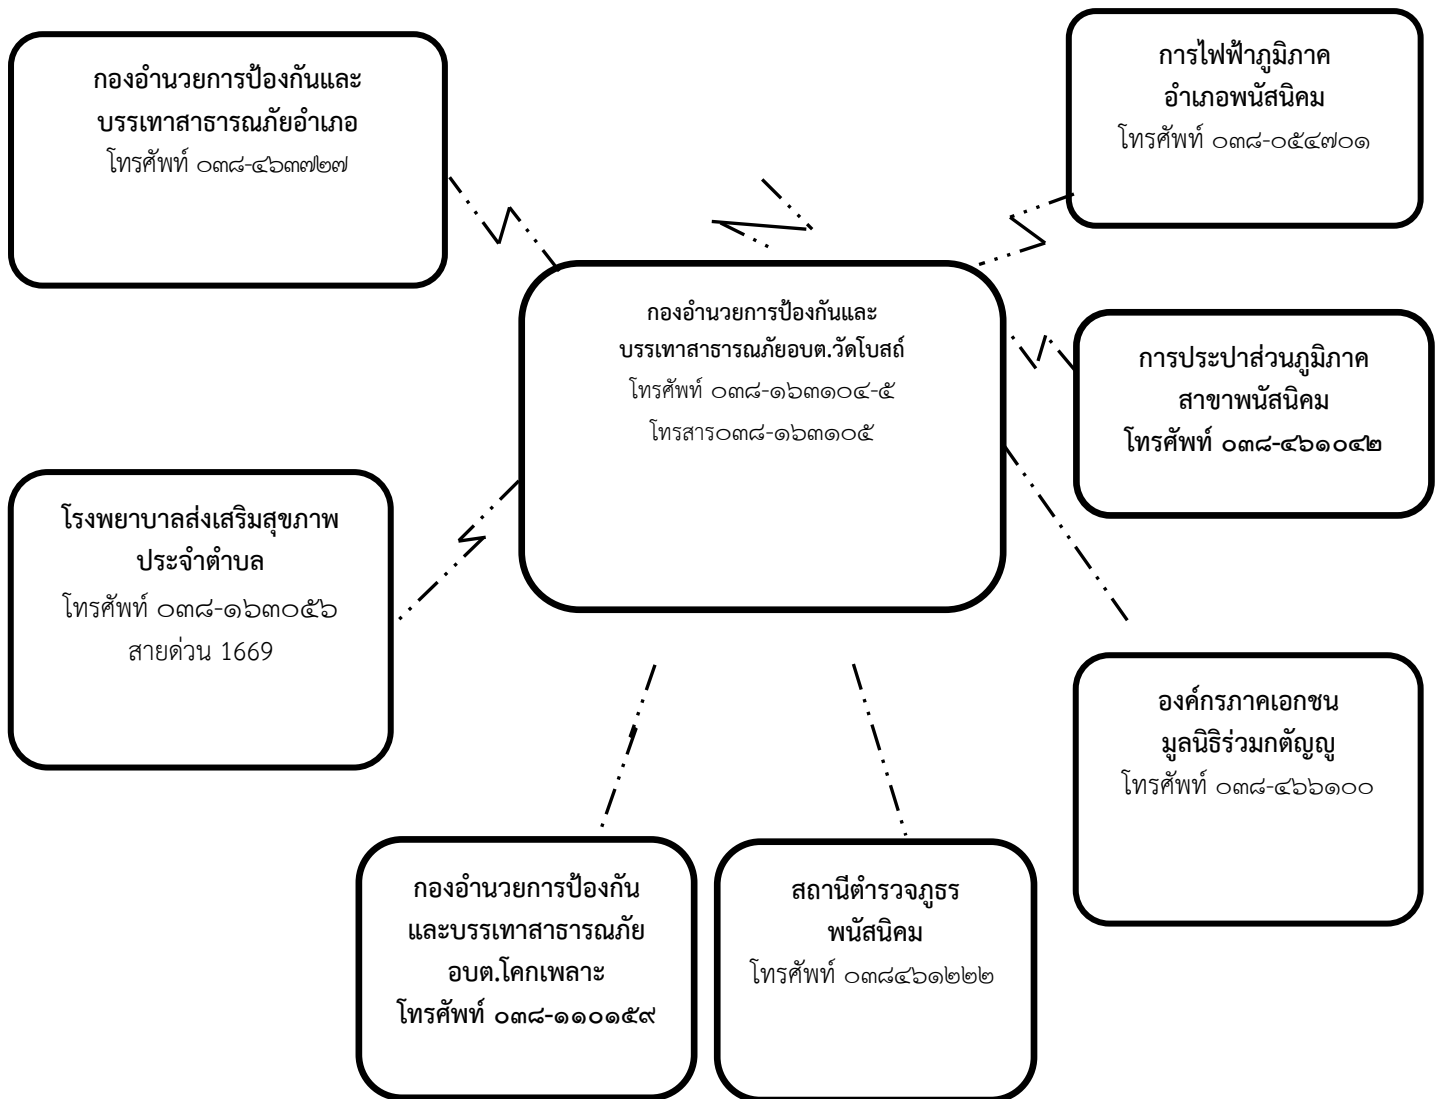 กองอำนวยการป้องกันและ
บรรเทาสาธารณภัยอำเภอ
โทรศัพท์ ๐๓๘-๔๖๓๗๒๗
การไฟฟ้าภูมิภาค
อำเภอพนัสนิคม
โทรศัพท์ ๐๓๘-๐๕๔๗๐๑
กองอำนวยการป้องกันและ
บรรเทาสาธารณภัยอบต.วัดโบสถ์
โทรศัพท์ ๐๓๘-๑๖๓๑๐๔-๕
โทรสาร๐๓๘-๑๖๓๑๐๕
การประปาส่วนภูมิภาค
สาขาพนัสนิคม
โทรศัพท์ ๐๓๘-๔๖๑๐๔๒
โรงพยาบาลส่งเสริมสุขภาพ
ประจำตำบล
โทรศัพท์ ๐๓๘-๑๖๓๐๕๖
สายด่วน 1669
องค์กรภาคเอกชน
มูลนิธิร่วมกตัญญู
โทรศัพท์ ๐๓๘-๔๖๖๑๐๐
กองอำนวยการป้องกัน
และบรรเทาสาธารณภัย
อบต.โคกเพลาะ
โทรศัพท์ ๐๓๘-๑๑๐๑๕๙
สถานีตำรวจภูธร
พนัสนิคม
โทรศัพท์ ๐๓๘๔๖๑๒๒๒